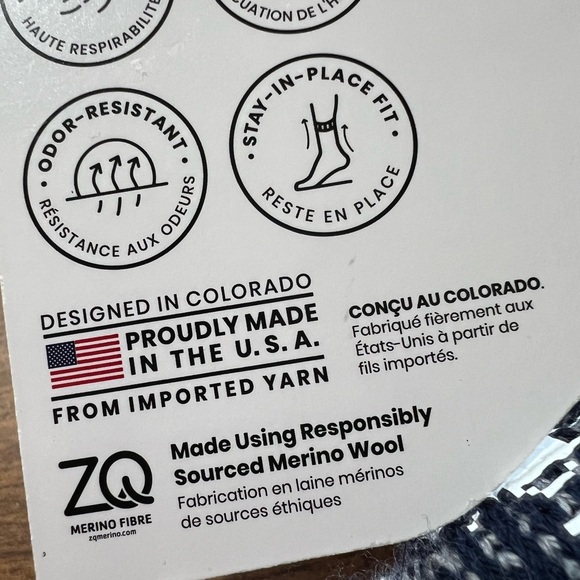 HAUTE RESPIRABILITÉ
ODOR-RESISTANT
RÉSISTANCE AUX ODEURS
STAY-IN-PLACE FIT
RESTE EN PLACE
DESIGNED IN COLORADO
PROUDLY MADE
IN THE U.S.A.
FROM IMPORTED YARN
CONÇU AU COLORADO.
Fabriqué fièrement aux
États-Unis à partir de
fils importés.
ZQ
MERINO FIBRE
zqmerino.com
Made Using Responsibly
Sourced Merino Wool
Fabrication en laine mérinos
de sources éthiques